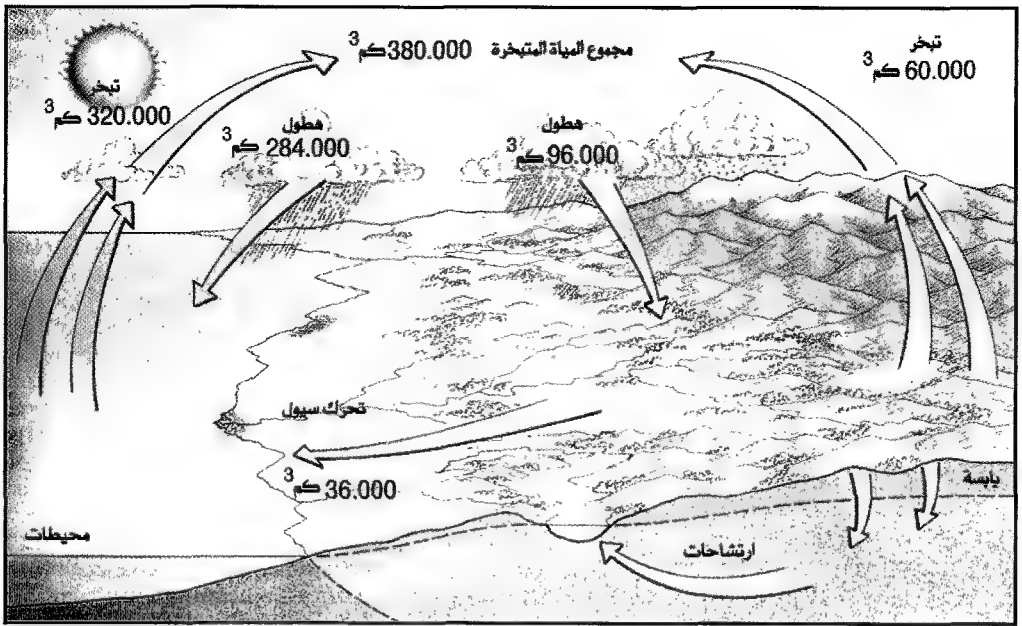 مجموع المياة المتبخرة 380.000 كم3
تبخر
60.000 كم3
تبخر
320.000 كم3
هطول
284.000 كم3
هطول
96.000 كم3
تحرك سيول
36.000 كم3
يابسة
محيطات
ارتشاحات